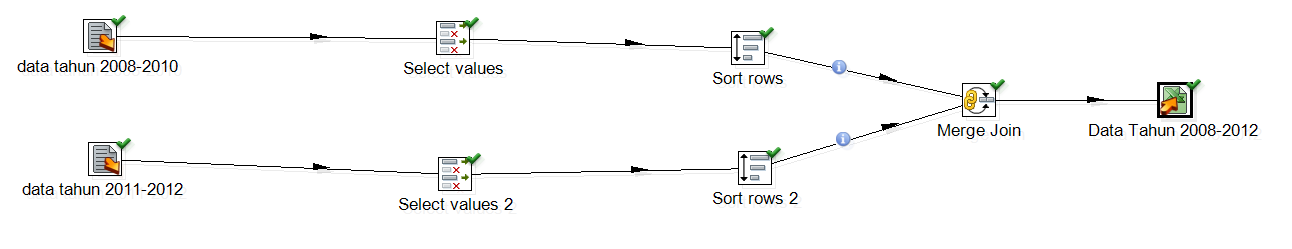 data tahun 2008-2010
Select values
Sort rows
Merge Join
Data Tahun 2008-2012
data tahun 2011-2012
Select values 2
Sort rows 2